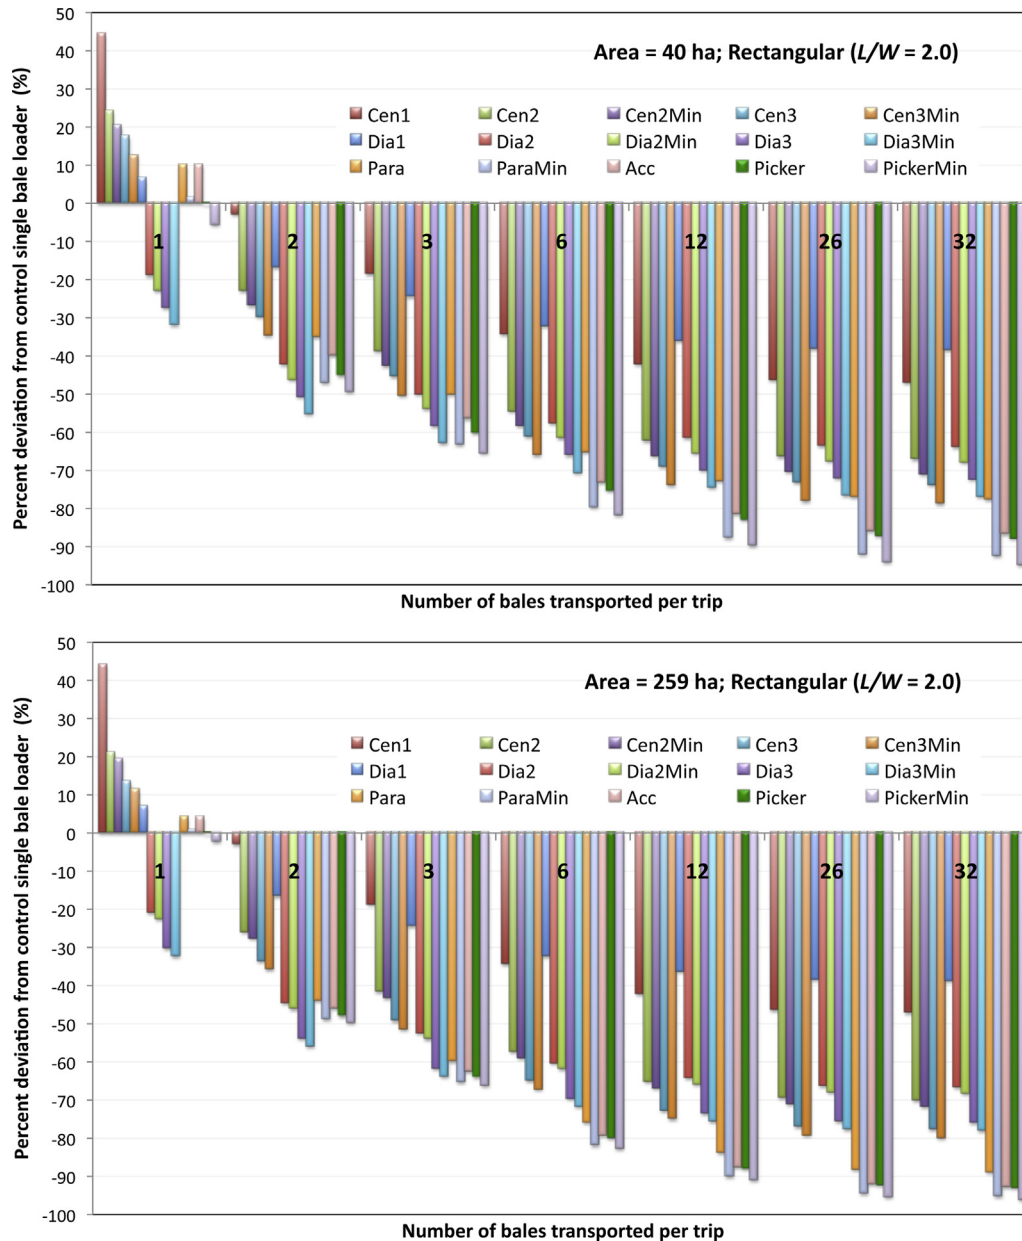 Percent deviation from control single bale loader (%)
50
40
30
20
10
0
-10
-20
-30
-40
-50
-60
-70
-80
-90
-100
Area = 40 ha; Rectangular (L/W = 2.0)
Cen1 Cen2 Cen2Min Cen3 Cen3Min
Dia1 Dia2 Dia2Min Dia3 Dia3Min
Para ParaMin Acc Picker PickerMin
1 2 3 6 12 26 32
Number of bales transported per trip
Percent deviation from control single bale loader (%)
50
40
30
20
10
0
-10
-20
-30
-40
-50
-60
-70
-80
-90
-100
Area = 259 ha; Rectangular (L/W = 2.0)
Cen1 Cen2 Cen2Min Cen3 Cen3Min
Dia1 Dia2 Dia2Min Dia3 Dia3Min
Para ParaMin Acc Picker PickerMin
1 2 3 6 12 26 32
Number of bales transported per trip